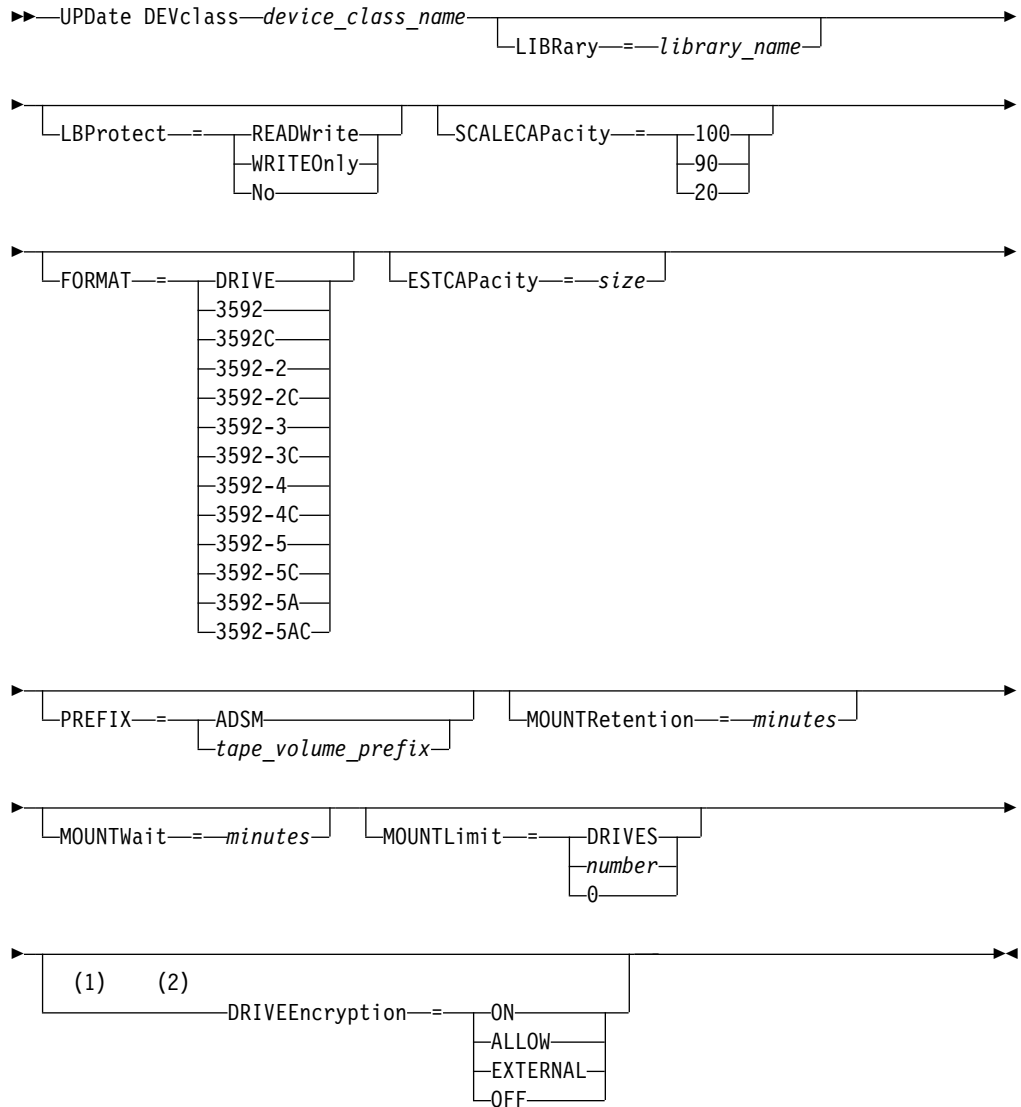 UPDate DEVclass device_class_name
LIBRary = library_name
LBProtect = READWrite
WRITEOnly
No
SCALECAPacity = 100
90
20
FORMAT = DRIVE
3592
3592C
3592-2
3592-2C
3592-3
3592-3C
3592-4
3592-4C
3592-5
3592-5C
3592-5A
3592-5AC
ESTCAPacity = size
PREFIX = ADSM
tape_volume_prefix
MOUNTRetention = minutes
MOUNTWait = minutes
MOUNTLimit = DRIVES
number
0
(1) (2)
DRIVEEncryption = ON
ALLOW
EXTERNAL
OFF